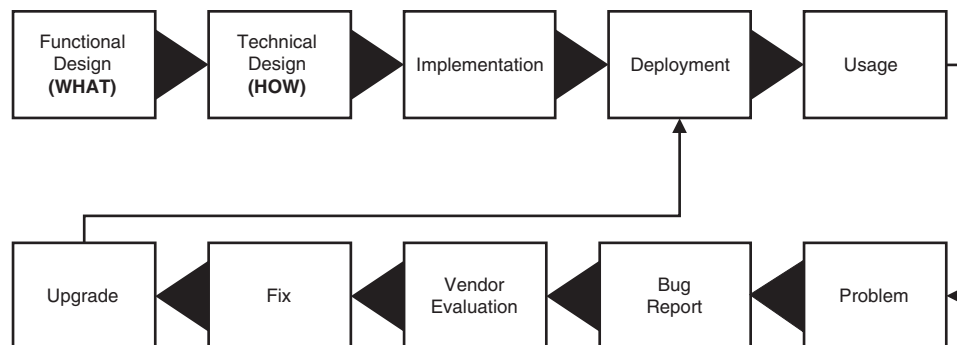 Functional
Design
(WHAT)
Technical
Design
(HOW)
Implementation
Deployment
Usage
Upgrade
Fix
Vendor
Evaluation
Bug
Report
Problem